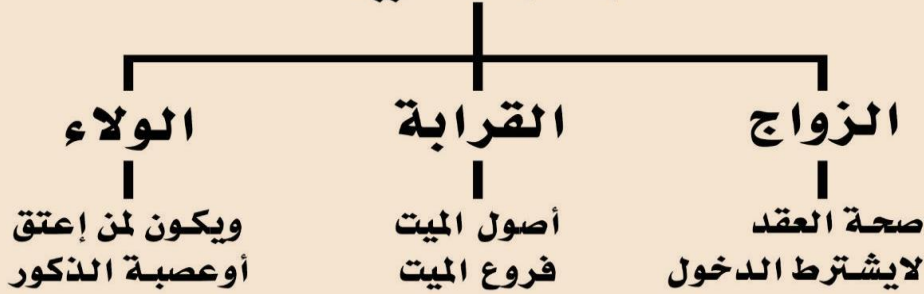 الزواج
القرابة
الولاء
صحة العقد
لايشترط الدخول
أصول الميت
فروع الميت
ويكون لمن إعتق
أوعصبة الذكور